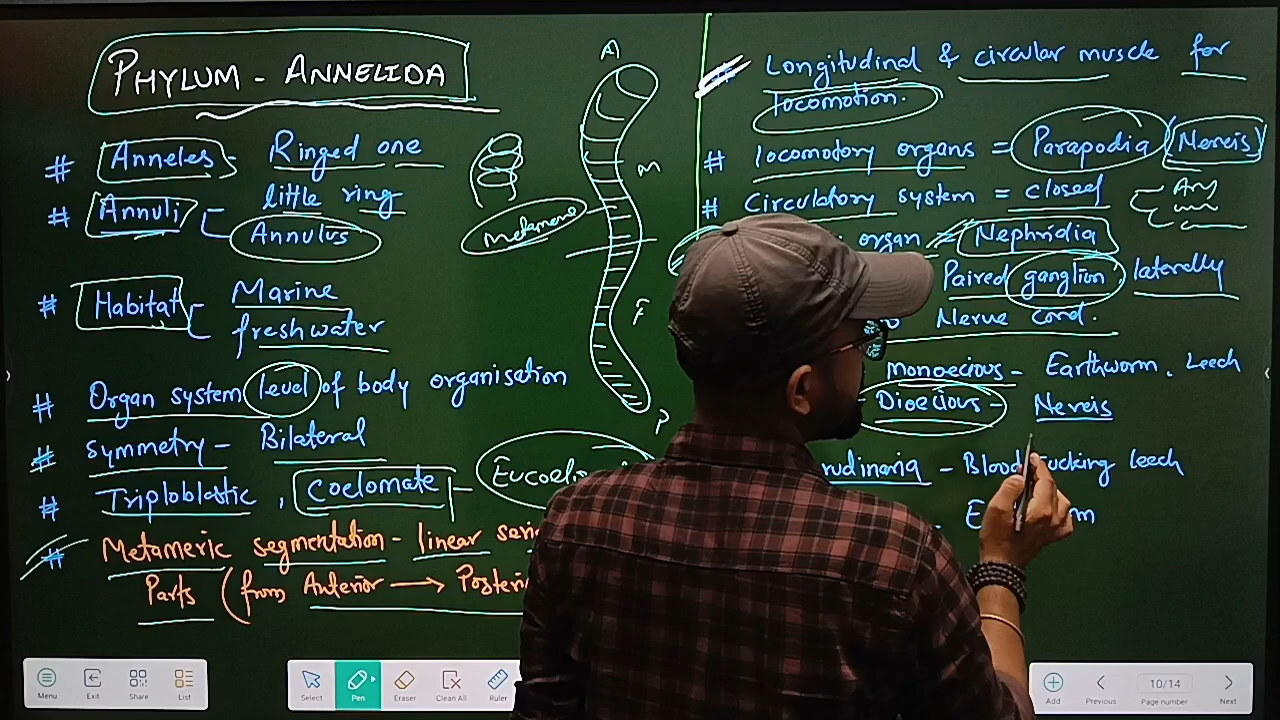 PHYLUM - ANNELIDA
# Anneles - Ringed one
# Annuli little ring
Annulus
# Habitat - Marine
freshwater
# Organ system level of body organisation
# symmetry - Bilateral
# Triploblastic, Coelomate - Eucoel
# Metameric segmentation - linear
Parts (from Anterior → Posteri
A
M
metamere
P
# Longitudinal & circular muscle for
locomotion.
# locomotory organs = Parapodia (Nereis)
# Circulatory system = closed
organ = Nephridia
Paired ganglion, laterelly
Nerve cord.
monoecious - Earthworm, Leech
Dioecious - Nereis
rudinaria - Blood sucking leech
Menu
Exit
Share
List
Select
Pen
Eraser
Clean All
Ruler
Add
Previous
10/14
Page number
Next